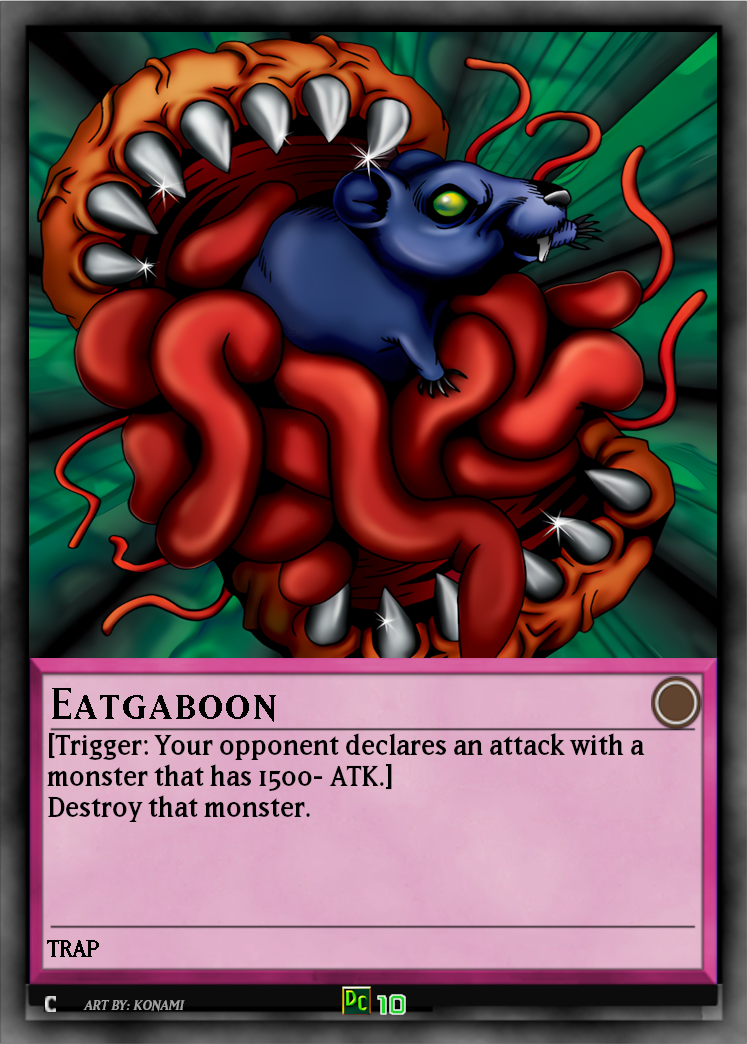 Eatgaboon
[Trigger: Your opponent declares an attack with a
monster that has 1500- ATK.]
Destroy that monster.
TRAP
C ART BY: KONAMI DC 10